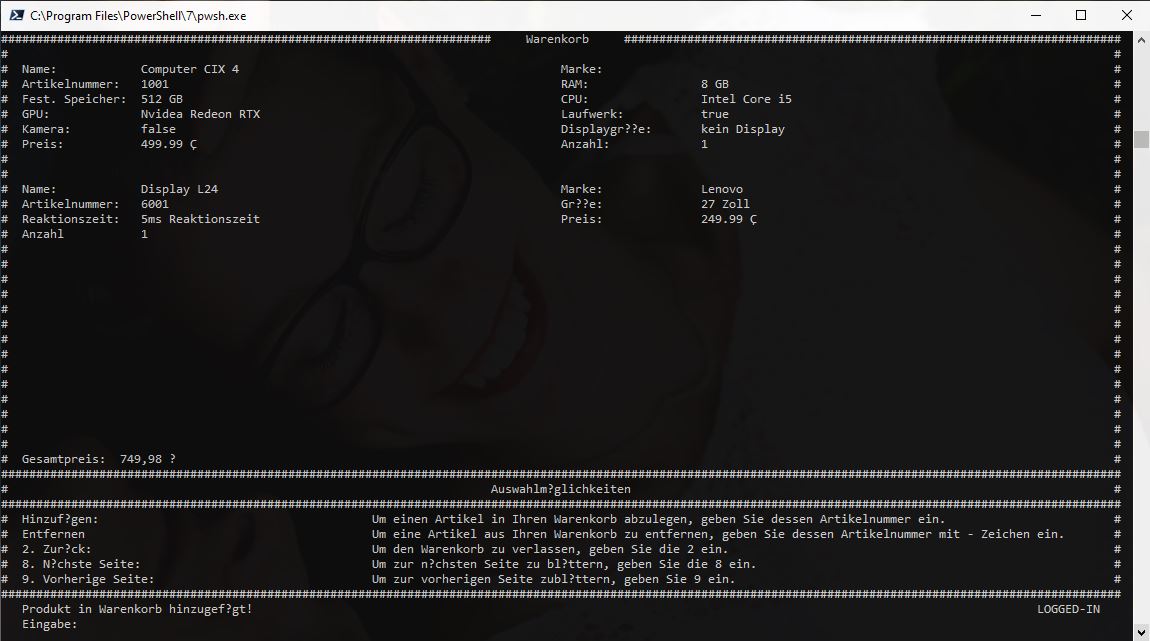 C:\Program Files\PowerShell\7\pwsh.exe
###################################################################### Warenkorb #######################################################################
# #
# Name: Computer CIX 4 Marke: #
# Artikelnummer: 1001 RAM: 8 GB #
# Fest. Speicher: 512 GB CPU: Intel Core i5 #
# GPU: Nvidea Redeon RTX Laufwerk: true #
# Kamera: false Displaygr??e: kein Display #
# Preis: 499.99 Ç Anzahl: 1 #
# #
# #
# Name: Display L24 Marke: Lenovo #
# Artikelnummer: 6001 Gr??e: 27 Zoll #
# Reaktionszeit: 5ms Reaktionszeit Preis: 249.99 Ç #
# Anzahl 1 #
# #
# #
# #
# #
# #
# #
# #
# #
# #
# #
# #
# #
# #
# #
# Gesamtpreis: 749,98 ? #
################################################################################################################################################################
# Auswahlm?glichkeiten #
################################################################################################################################################################
# Hinzuf?gen: Um einen Artikel in Ihren Warenkorb abzulegen, geben Sie dessen Artikelnummer ein. #
# Entfernen Um eine Artikel aus Ihren Warenkorb zu entfernen, geben Sie dessen Artikelnummer mit - Zeichen ein. #
# 2. Zur?ck: Um den Warenkorb zu verlassen, geben Sie die 2 ein. #
# 8. N?chste Seite: Um zur n?chsten Seite zu bl?ttern, geben Sie die 8 ein. #
# 9. Vorherige Seite: Um zur vorherigen Seite zubl?ttern, geben Sie 9 ein. #
################################################################################################################################################################
Produkt in Warenkorb hinzugef?gt! LOGGED-IN
Eingabe: